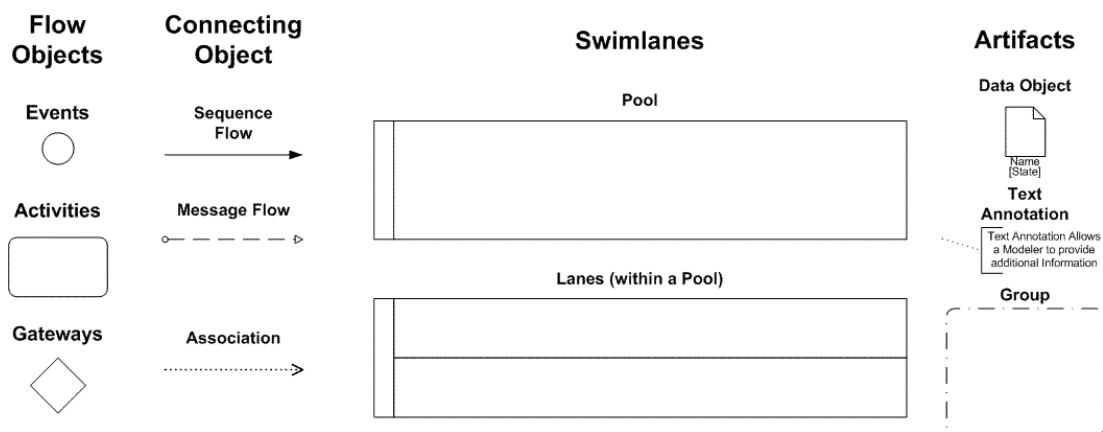 Flow
Objects
Events
Activities
Gateways
Connecting
Object
Sequence
Flow
Message Flow
Association
Swimlanes
Pool
Lanes (within a Pool)
Artifacts
Data Object
Name
[State]
Text
Annotation
Text Annotation Allows
a Modeler to provide
additional Information
Group